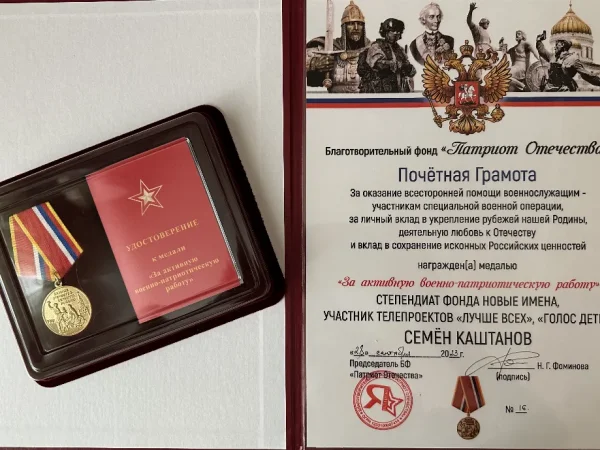 УДОСТОВЕРЕНИЕ
к медали
«За активную
военно-патриотическую
работу»
Благотворительный фонд «Патриот Отечества
Почётная Грамота
За оказание всесторонней помощи военнослужащим -
участникам специальной военной операции,
за личный вклад в укрепление рубежей нашей Родины,
деятельную любовь к Отечеству
и вклад в сохранение исконных Российских ценностей
награжден[а] медалью
"За активную военно-патриотическую работу"
СТЕПЕНДИАТ ФОНДА НОВЫЕ ИМЕНА,
УЧАСТНИК ТЕЛЕПРОЕКТОВ «ЛУЧШЕ ВСЕХ», «ГОЛОС ДЕТ
СЕМЁН КАШТАНОВ
2023г.
Председатель БФ
«Патриот Отечества»
Н. Г. Фоминова
(подпись)
№ 16